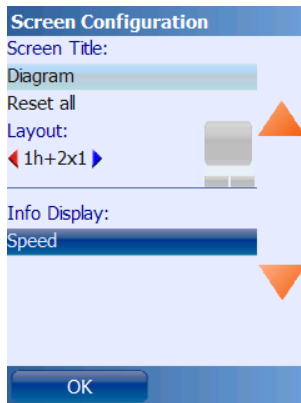 Screen Configuration
Screen Title:
Diagram
Reset all
Layout:
1h+2x1
Info Display:
Speed
OK